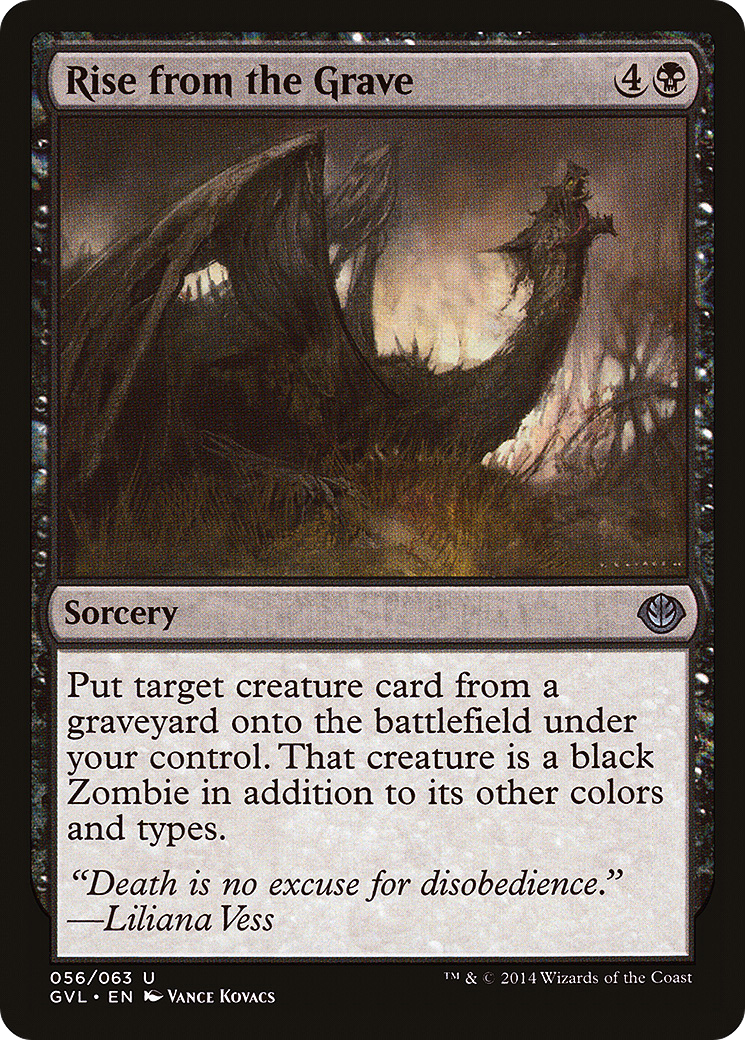 Rise from the Grave 4
Sorcery
Put target creature card from a
graveyard onto the battlefield under
your control. That creature is a black
Zombie in addition to its other colors
and types.
“Death is no excuse for disobedience.”
—Liliana Vess
056/063 U
™ & © 2014 Wizards of the Coast
GVL • EN Vance Kovacs